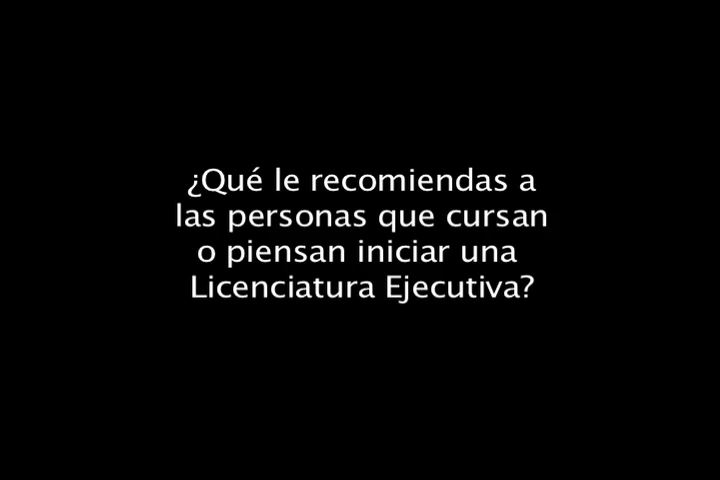 ¿Qué le recomiendas a
las personas que cursan
o piensan iniciar una
Licenciatura Ejecutiva?